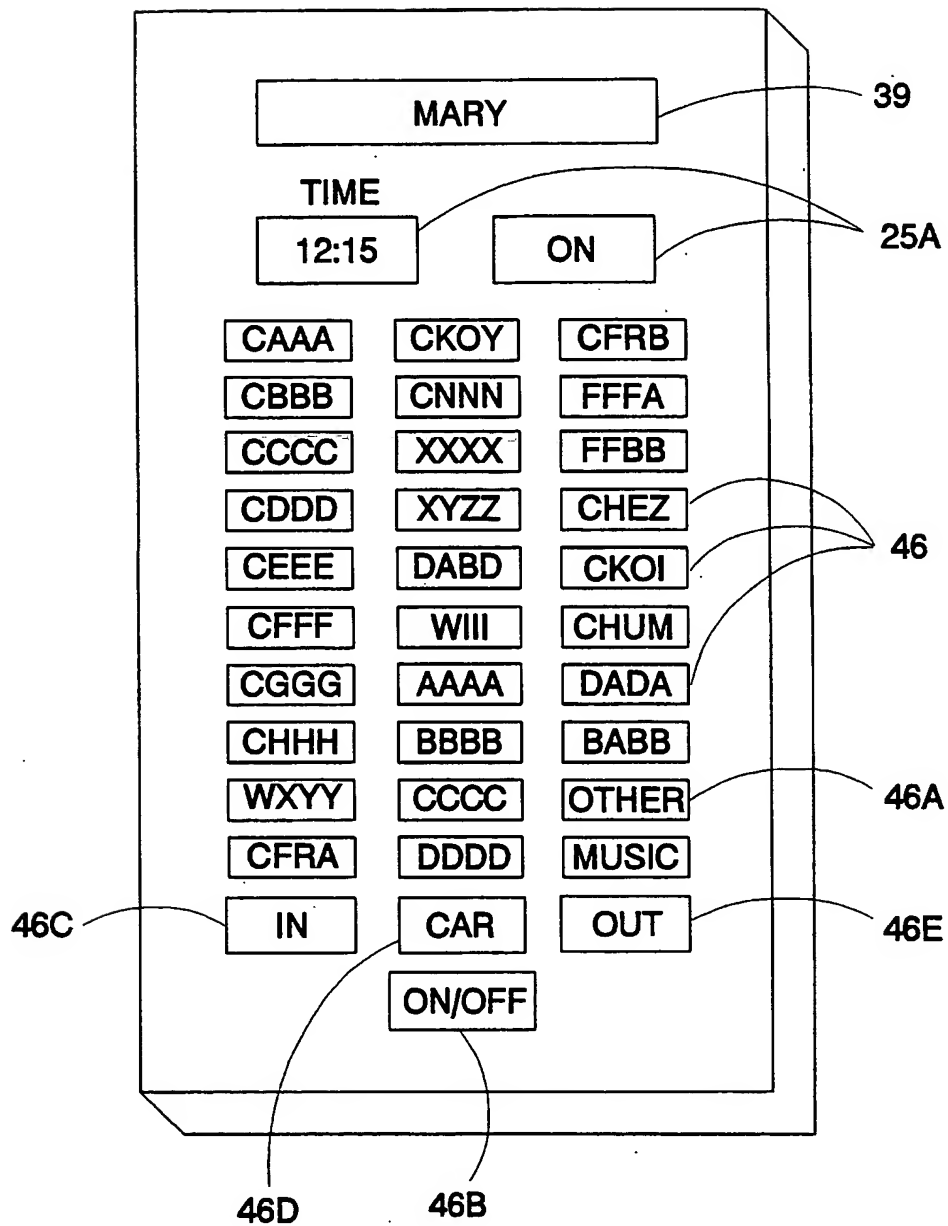 MARY 39
TIME
12:15 ON 25A
CAAA CKOY CFRB
CBBB CNNN FFFA
CCCC XXXX FFBB
CDDD XYZZ CHEZ
46
CEEE DABD CKOI
CFFF WIII CHUM
CGGG AAAA DADA
CHHH BBBB BABB
WXYY CCCC OTHER 46A
CFRA DDDD MUSIC
46C IN CAR OUT 46E
ON/OFF
46D 46B